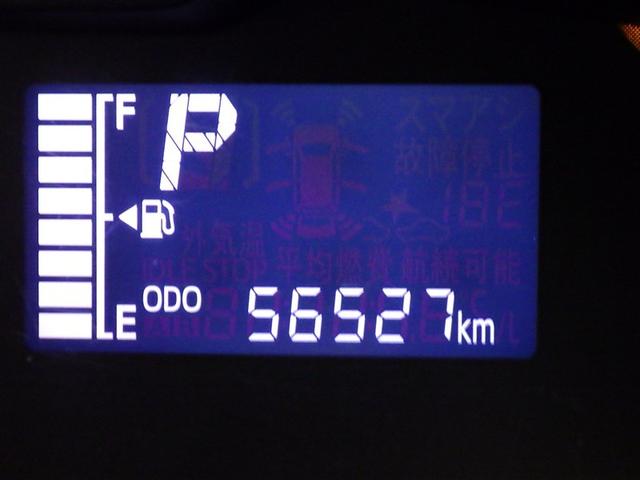 F
P
スマアシ
故障停止
外気温
IDLE STOP 平均燃費 航続可能
ODO 56527 km
E